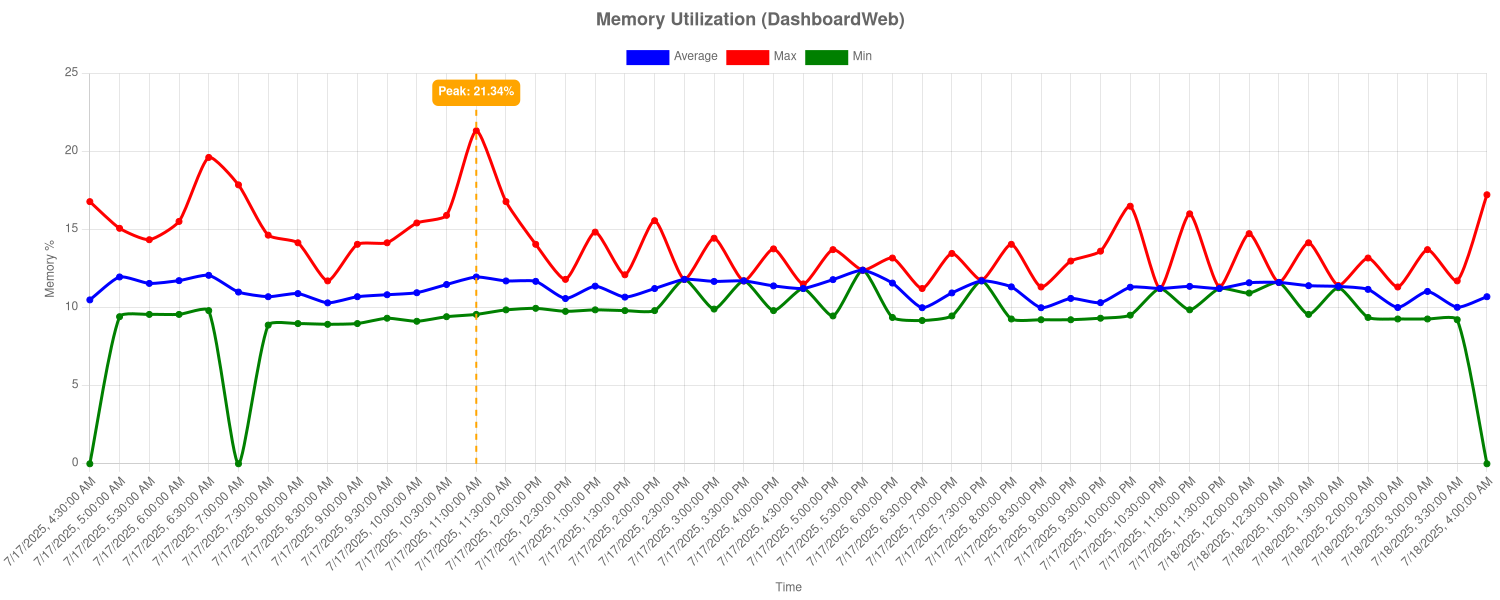 Memory Utilization (DashboardWeb)
Average Max Min
Peak: 21.34%
Memory %
25
20
15
10
5
0
7/17/2025, 4:30:00 AM
7/17/2025, 5:00:00 AM
7/17/2025, 5:30:00 AM
7/17/2025, 6:00:00 AM
7/17/2025, 6:30:00 AM
7/17/2025, 7:00:00 AM
7/17/2025, 7:30:00 AM
7/17/2025, 8:00:00 AM
7/17/2025, 8:30:00 AM
7/17/2025, 9:00:00 AM
7/17/2025, 9:30:00 AM
7/17/2025, 10:00:00 AM
7/17/2025, 10:30:00 AM
7/17/2025, 11:00:00 AM
7/17/2025, 11:30:00 AM
7/17/2025, 12:00:00 PM
7/17/2025, 12:30:00 PM
7/17/2025, 1:00:00 PM
7/17/2025, 1:30:00 PM
7/17/2025, 2:00:00 PM
7/17/2025, 2:30:00 PM
7/17/2025, 3:00:00 PM
7/17/2025, 3:30:00 PM
7/17/2025, 4:00:00 PM
7/17/2025, 4:30:00 PM
7/17/2025, 5:00:00 PM
7/17/2025, 5:30:00 PM
7/17/2025, 6:00:00 PM
7/17/2025, 6:30:00 PM
7/17/2025, 7:00:00 PM
7/17/2025, 7:30:00 PM
7/17/2025, 8:00:00 PM
7/17/2025, 8:30:00 PM
7/17/2025, 9:00:00 PM
7/17/2025, 9:30:00 PM
7/17/2025, 10:00:00 PM
7/17/2025, 10:30:00 PM
7/17/2025, 11:00:00 PM
7/17/2025, 11:30:00 PM
7/18/2025, 12:00:00 AM
7/18/2025, 12:30:00 AM
7/18/2025, 1:00:00 AM
7/18/2025, 1:30:00 AM
7/18/2025, 2:00:00 AM
7/18/2025, 2:30:00 AM
7/18/2025, 3:00:00 AM
7/18/2025, 3:30:00 AM
7/18/2025, 4:00:00 AM
Time